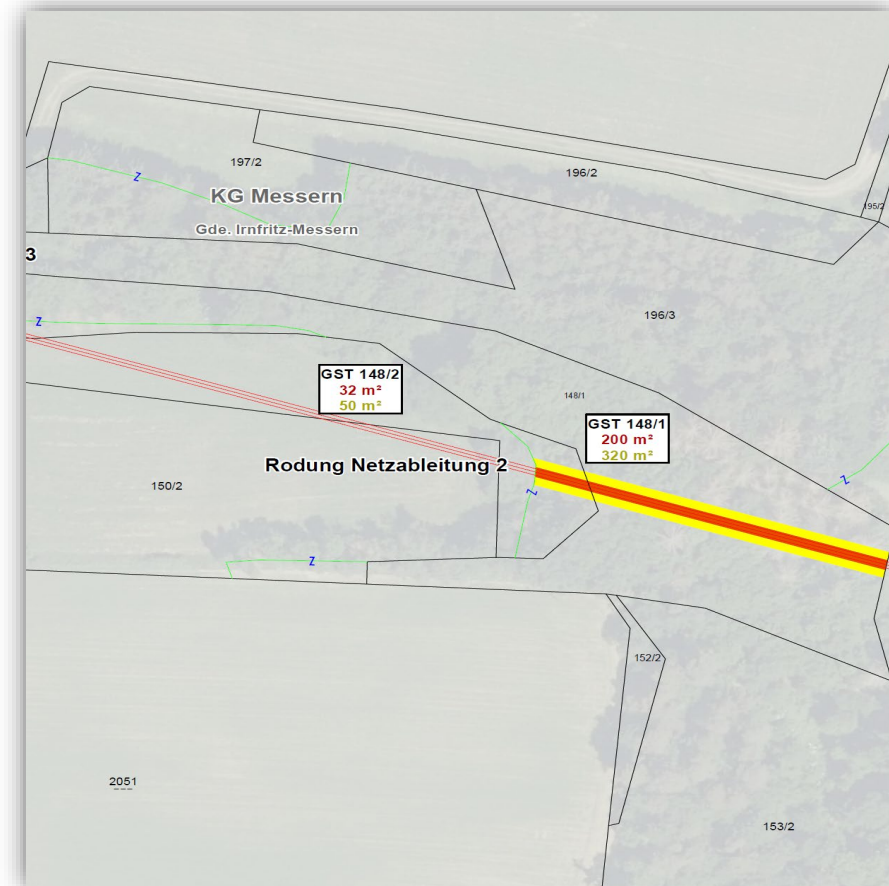 197/2
196/2
Z
KG Messern
195/2
Gde. Irnfritz-Messern
3
196/3
Z
GST 148/2
32 m²
50 m²
148/1
GST 148/1
200 m²
320 m²
Rodung Netzableitung 2
150/2
Z
Z
Z
152/2
2051
153/2